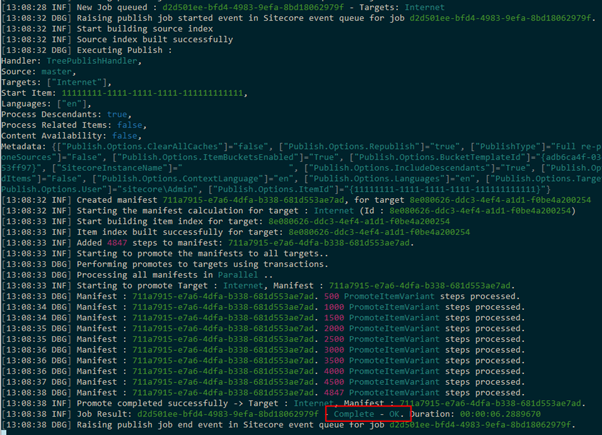 [13:08:28 INF] New Job queued : d2d501ee-bfd4-4983-9efa-8bd18062979f - Targets: Internet
[13:08:32 DBG] Raising publish job started event in Sitecore event queue for job d2d501ee-bfd4-4983-9efa-8bd18062979f.
[13:08:32 INF] Start building source index
[13:08:32 INF] Source index built successfully
[13:08:32 DBG] Executing Publish :
Handler: TreePublishHandler,
Source: master,
Targets: ["Internet"],
Start Item: 11111111-1111-1111-1111-111111111111,
Languages: ["en"],
Process Descendants: true,
Process Related Items: false,
Content Availability: false,
Metadata: {["Publish.Options.ClearAllCaches"]="false", ["Publish.Options.Republish"]="true", ["PublishType"]="Full re-p
oneSources"]="False", ["Publish.Options.ItemBucketsEnabled"]="True", ["Publish.Options.BucketTemplateId"]="{adb6ca4f-03
53ff97}", ["SitecoreInstanceName"]=" ", ["Publish.Options.IncludeDescendants"]="True", ["Publish.Op
dItems"]="False", ["Publish.Options.ContextLanguage"]="en", ["Publish.Options.Languages"]="en", ["Publish.Options.Targe
Publish.Options.User"]="sitecore\Admin", ["Publish.Options.ItemId"]="{11111111-1111-1111-1111-111111111111}"}
[13:08:32 INF] Created manifest 711a7915-e7a6-4dfa-b338-681d553ae7ad, for target 8e080626-ddc3-4ef4-a1d1-f0be4a200254
[13:08:32 INF] Starting the manifest calculation for target : Internet (Id : 8e080626-ddc3-4ef4-a1d1-f0be4a200254)
[13:08:33 INF] Start building item index for target: 8e080626-ddc3-4ef4-a1d1-f0be4a200254
[13:08:33 INF] Item index built successfully for target: 8e080626-ddc3-4ef4-a1d1-f0be4a200254
[13:08:33 INF] Added 4847 steps to manifest: 711a7915-e7a6-4dfa-b338-681d553ae7ad.
[13:08:33 INF] Starting to promote the manifests to all targets..
[13:08:33 DBG] Performing promotes to targets using transactions.
[13:08:33 DBG] Processing all manifests in Parallel ..
[13:08:33 DBG] Starting to promote Target : Internet, Manifest : 711a7915-e7a6-4dfa-b338-681d553ae7ad.
[13:08:33 DBG] Manifest : 711a7915-e7a6-4dfa-b338-681d553ae7ad. 500 PromoteItemVariant steps processed.
[13:08:34 DBG] Manifest : 711a7915-e7a6-4dfa-b338-681d553ae7ad. 1000 PromoteItemVariant steps processed.
[13:08:34 DBG] Manifest : 711a7915-e7a6-4dfa-b338-681d553ae7ad. 1500 PromoteItemVariant steps processed.
[13:08:35 DBG] Manifest : 711a7915-e7a6-4dfa-b338-681d553ae7ad. 2000 PromoteItemVariant steps processed.
[13:08:35 DBG] Manifest : 711a7915-e7a6-4dfa-b338-681d553ae7ad. 2500 PromoteItemVariant steps processed.
[13:08:36 DBG] Manifest : 711a7915-e7a6-4dfa-b338-681d553ae7ad. 3000 PromoteItemVariant steps processed.
[13:08:36 DBG] Manifest : 711a7915-e7a6-4dfa-b338-681d553ae7ad. 3500 PromoteItemVariant steps processed.
[13:08:36 DBG] Manifest : 711a7915-e7a6-4dfa-b338-681d553ae7ad. 4000 PromoteItemVariant steps processed.
[13:08:37 DBG] Manifest : 711a7915-e7a6-4dfa-b338-681d553ae7ad. 4500 PromoteItemVariant steps processed.
[13:08:38 DBG] Manifest : 711a7915-e7a6-4dfa-b338-681d553ae7ad. 4847 PromoteItemVariant steps processed.
[13:08:38 INF] Promote completed successfully -> Target : Internet, Manifest : 711a7915-e7a6-4dfa-b338-681d553ae7ad.
[13:08:38 INF] Job Result: d2d501ee-bfd4-4983-9efa-8bd18062979f - Complete - OK. Duration: 00:00:06.2889670
[13:08:38 DBG] Raising publish job end event in Sitecore event queue for job d2d501ee-bfd4-4983-9efa-8bd18062979f.